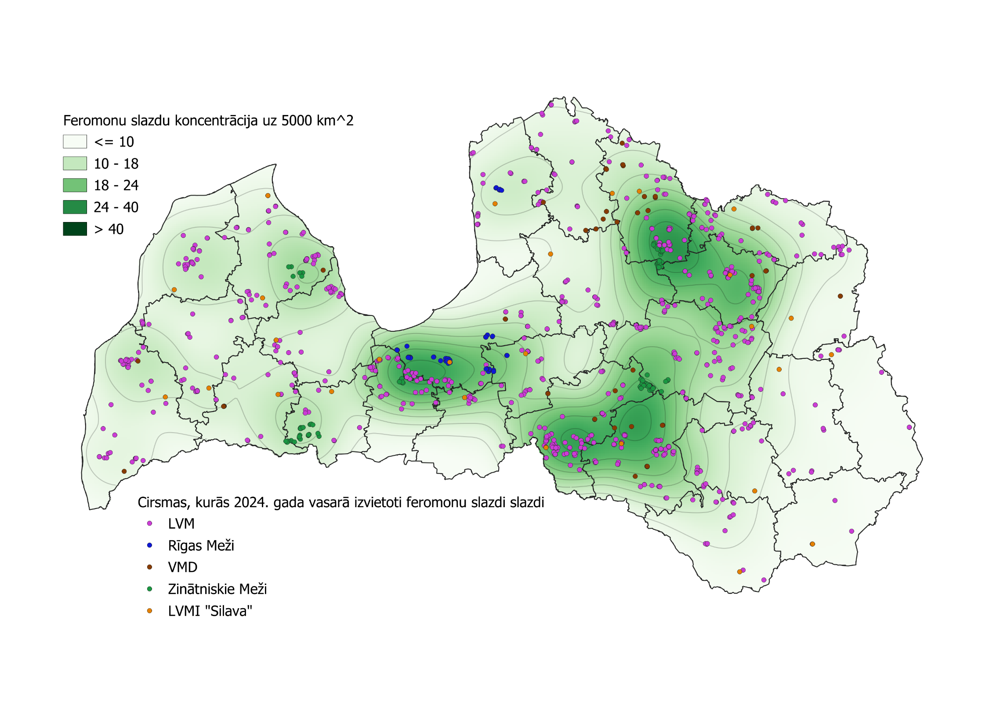 Feromonu slazdu koncentrācija uz 5000 km^2
<= 10
10 - 18
18 - 24
24 - 40
> 40
Cirsmas, kurās 2024. gada vasarā izvietoti feromonu slazdi slazdi
LVM
Rīgas Meži
VMD
Zinātniskie Meži
LVMI "Silava"